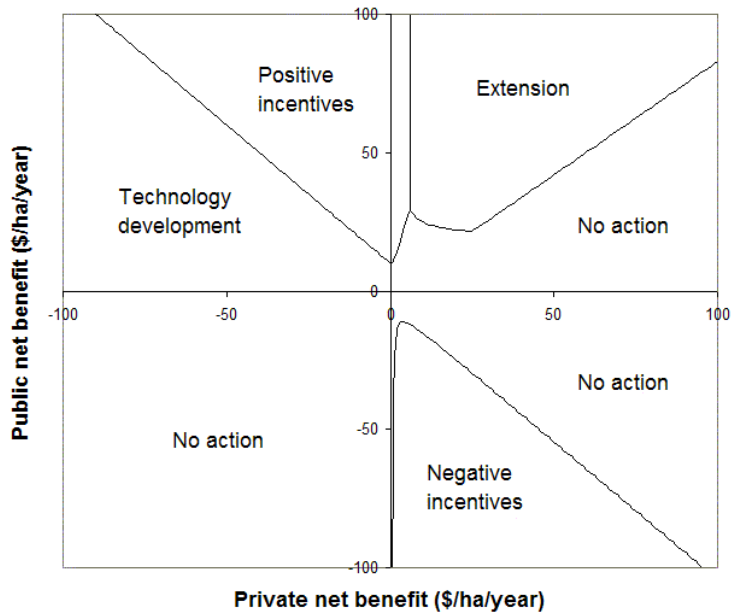 100
Positive
incentives
Extension
50
Technology
development
No action
0
-100
-50
0
50
100
No action
No action
-50
Negative
incentives
-100
Public net benefit ($/ha/year)
Private net benefit ($/ha/year)